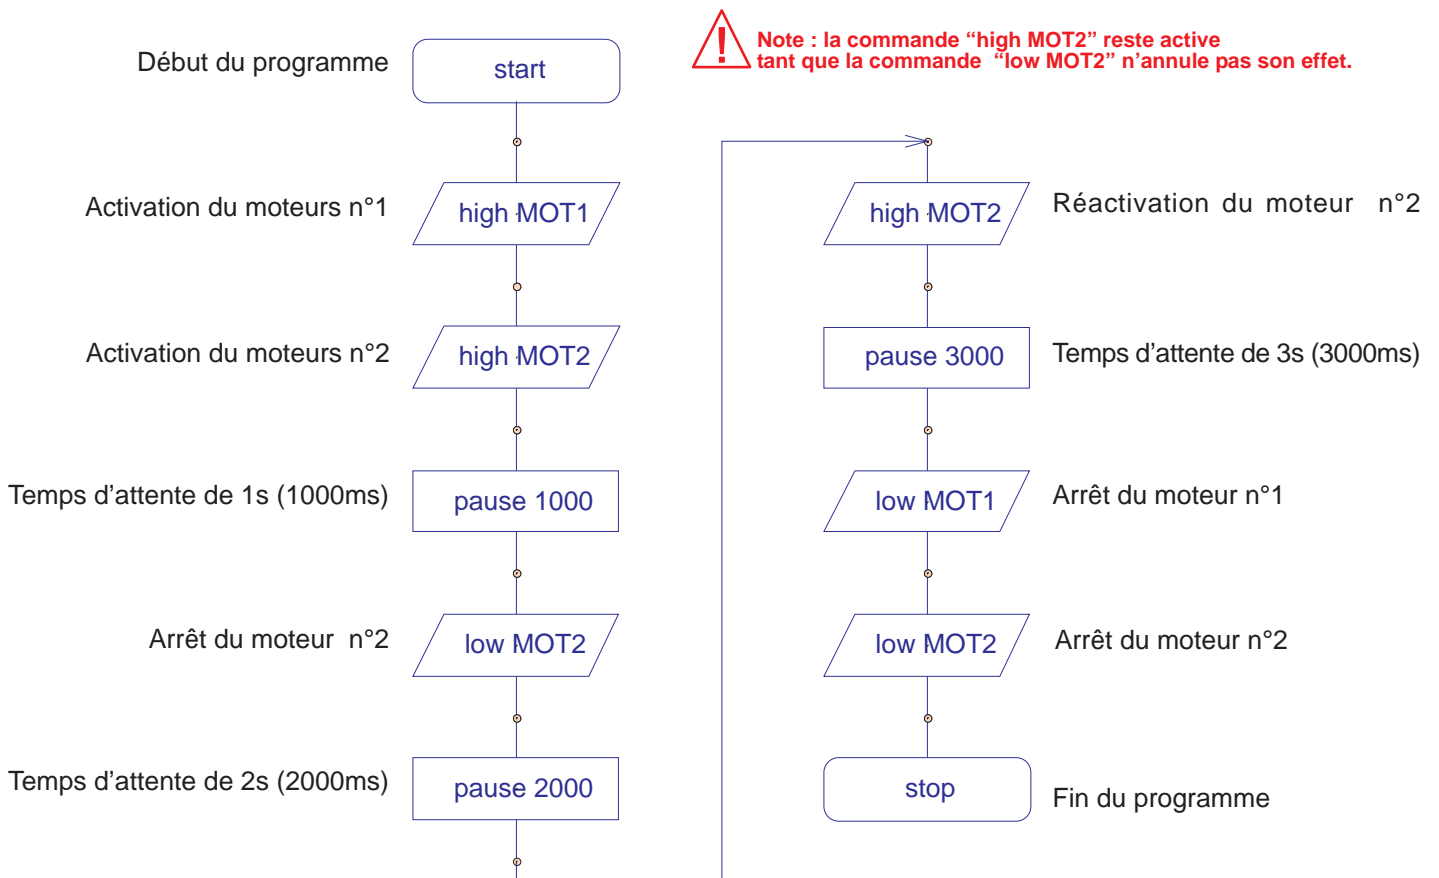 Début du programme
start
Activation du moteurs n°1
high MOT1
Activation du moteurs n°2
high MOT2
Temps d'attente de 1s (1000ms)
pause 1000
Arrêt du moteur n°2
low MOT2
Temps d'attente de 2s (2000ms)
pause 2000
!
Note : la commande “high MOT2” reste active
tant que la commande “low MOT2” n’annule pas son effet.
high MOT2
Réactivation du moteur n°2
pause 3000
Temps d'attente de 3s (3000ms)
low MOT1
Arrêt du moteur n°1
low MOT2
Arrêt du moteur n°2
stop
Fin du programme